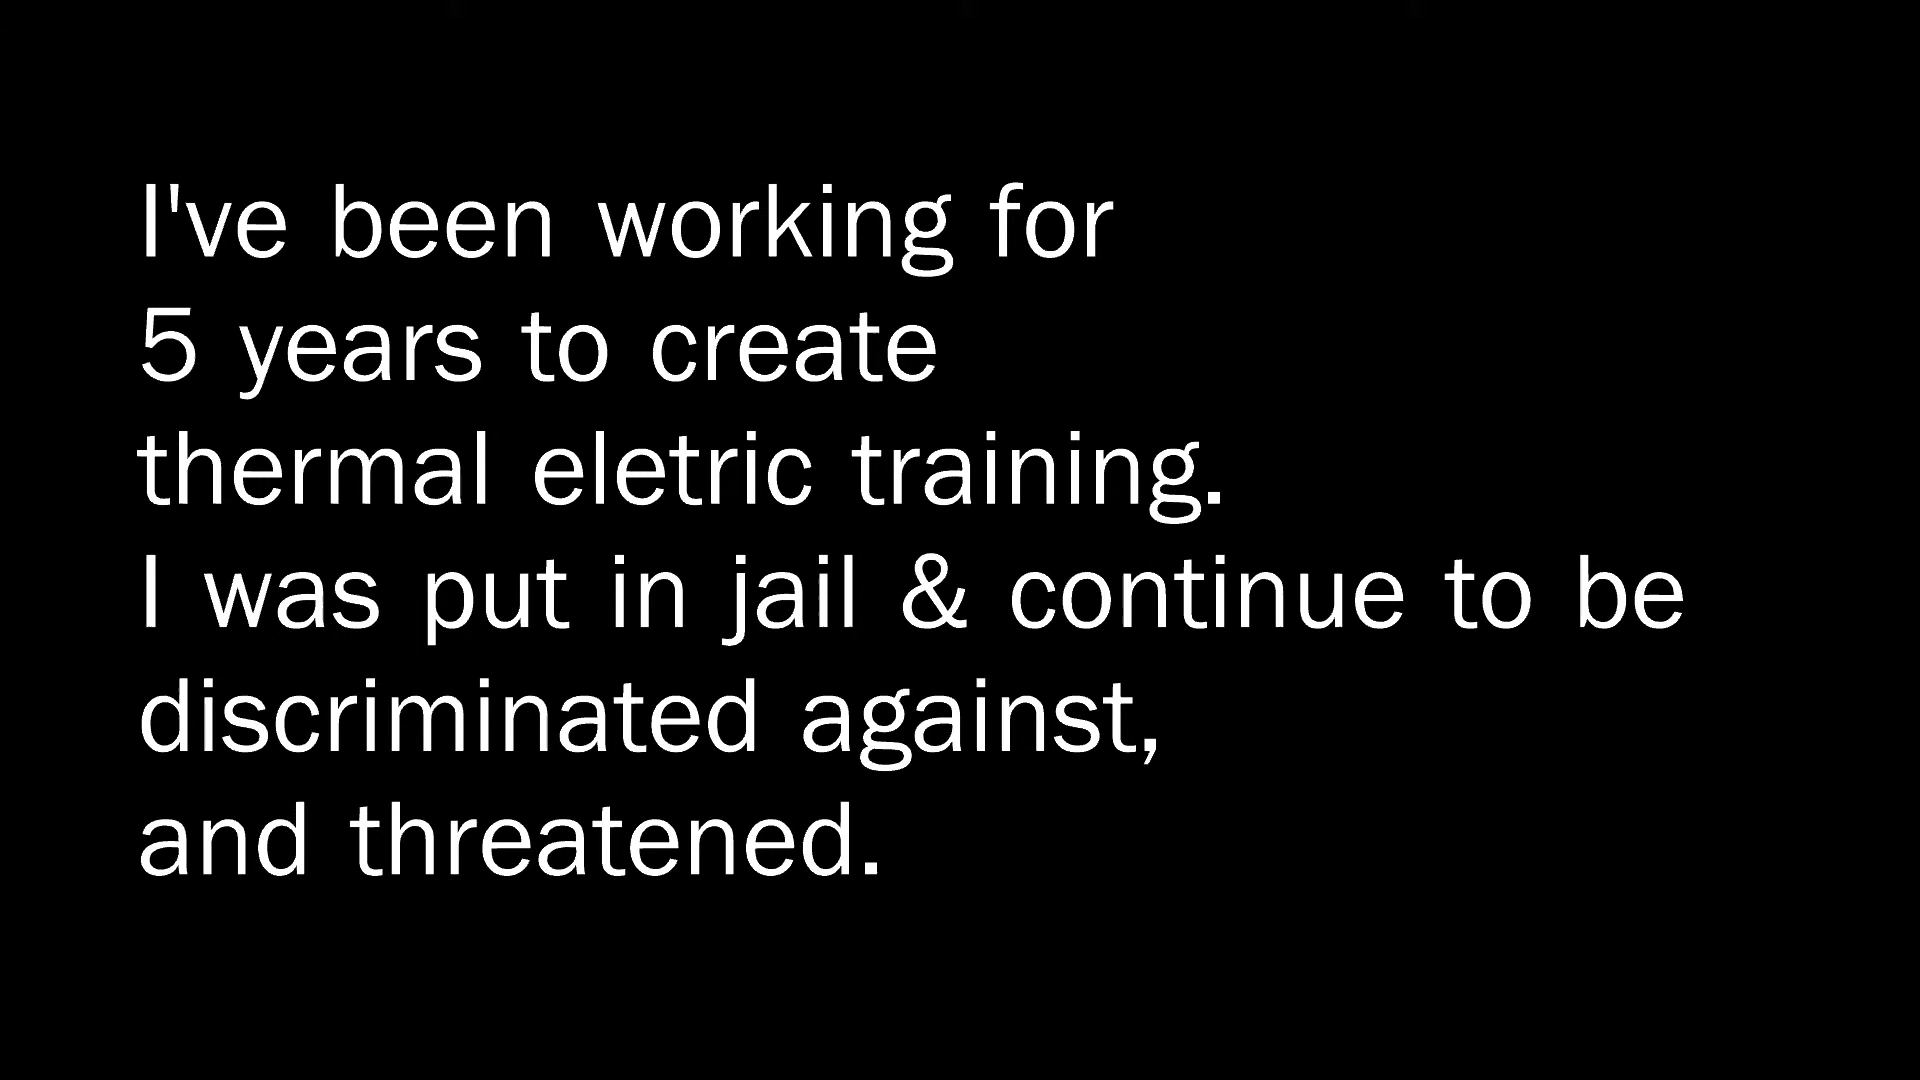 I've been working for
5 years to create
thermal eletric training.
I was put in jail & continue to be
discriminated against,
and threatened.